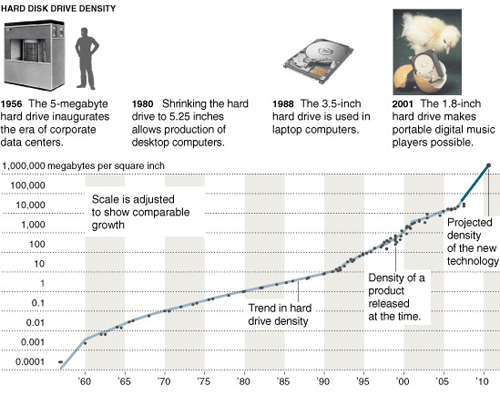 HARD DISK DRIVE DENSITY
1956 The 5-megabyte
hard drive inaugurates
the era of corporate
data centers.
1980 Shrinking the hard
drive to 5.25 inches
allows production of
desktop computers.
1988 The 3.5-inch
hard drive is used in
laptop computers.
2001 The 1.8-inch
hard drive makes
portable digital music
players possible.
1,000,000 megabytes per square inch
100,000
10,000
1,000
100
10
1
0.1
0.01
0.001
0.0001
Scale is adjusted
to show comparable
growth
Trend in hard
drive density
Density of a
product
released
at the time.
Projected
density
of the new
technology
'60 '65 '70 '75 '80 '85 '90 '95 '00 '05 '10